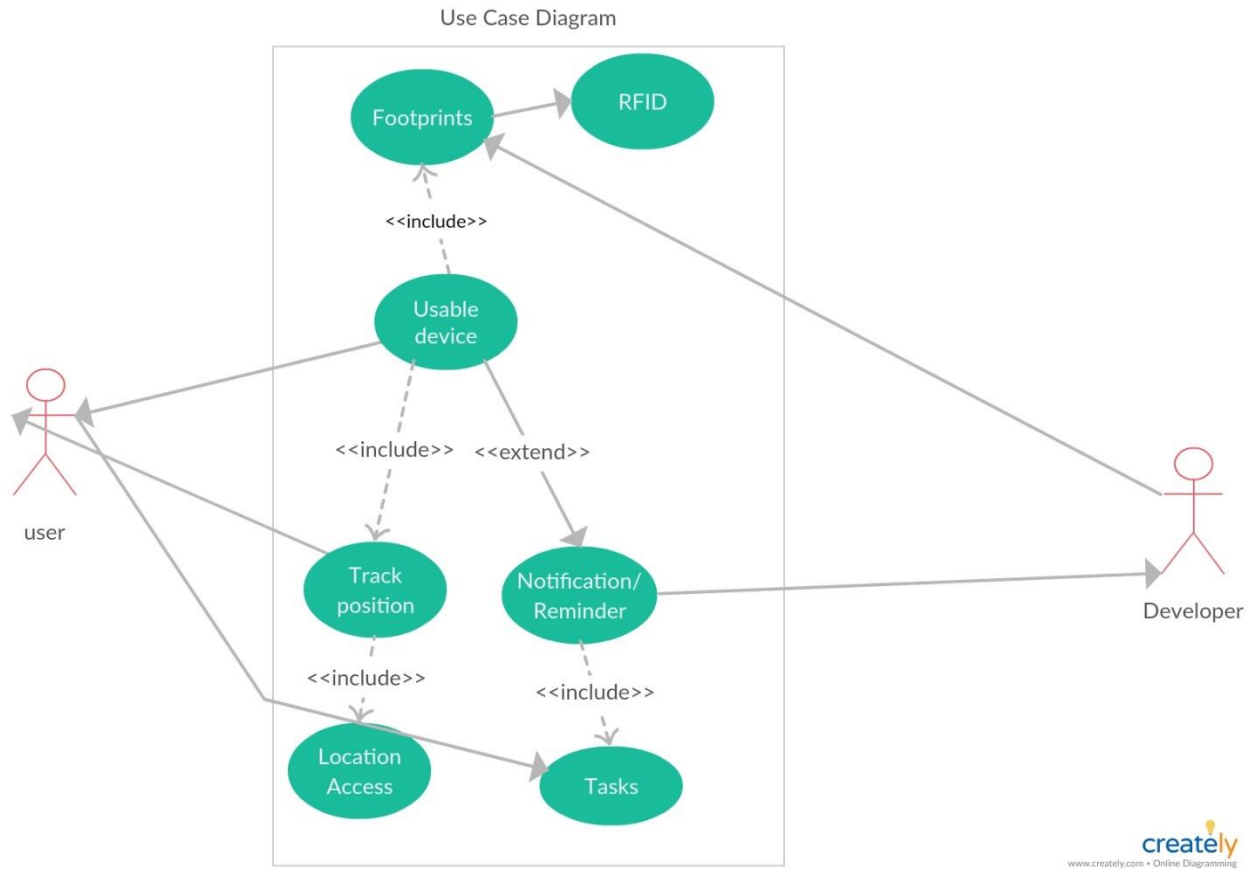 Use Case Diagram
Footprints
RFID
<<include>>
Usable
device
<<include>>
<<extend>>
user
Track
position
Notification/
Reminder
Developer
<<include>>
<<include>>
Location
Access
Tasks
creately
www.creately.com • Online Diagramming